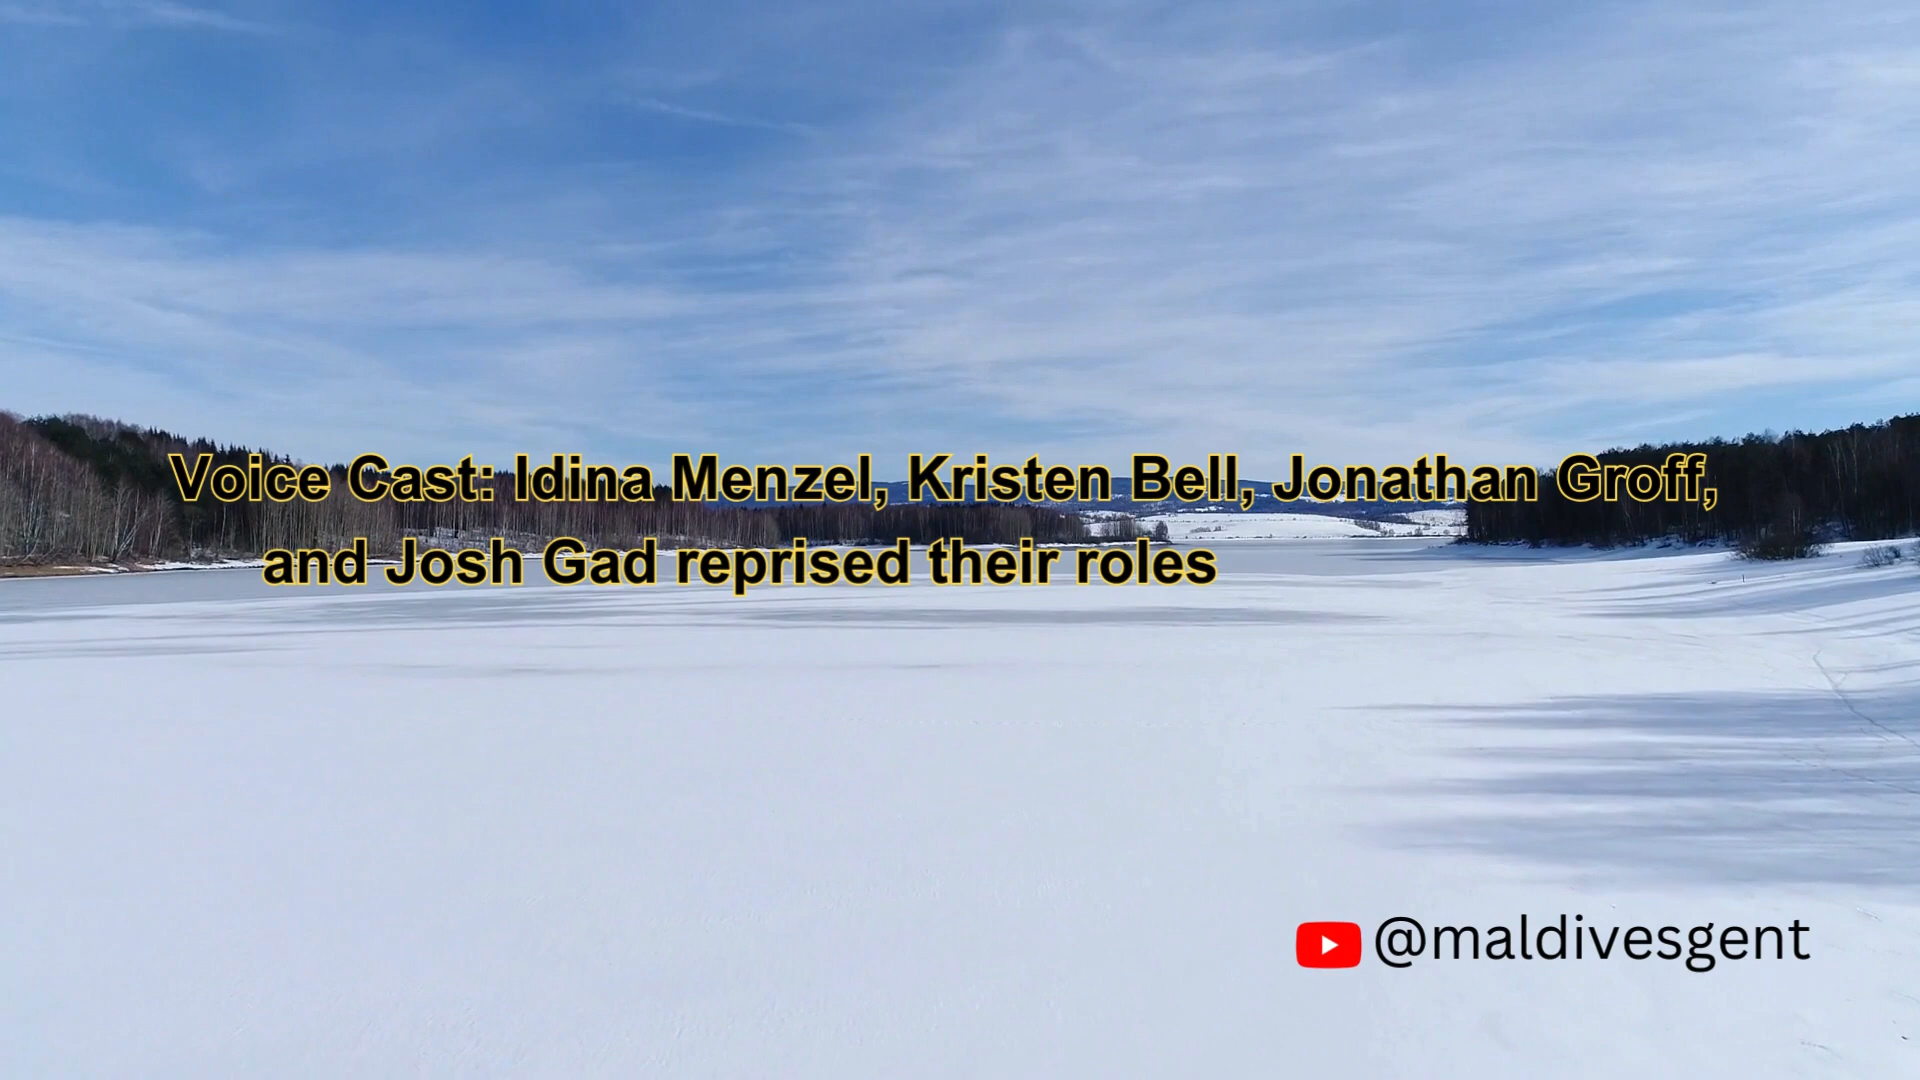 Voice Cast: Idina Menzel, Kristen Bell, Jonathan Groff,
and Josh Gad reprised their roles
@maldivesgent